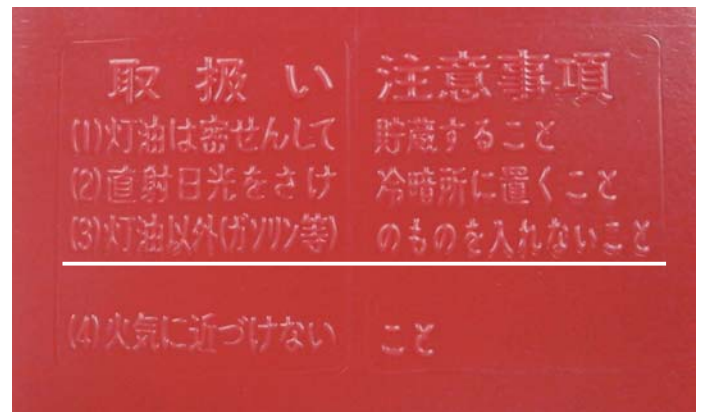 取扱い注意事項
(1)灯油は密せんして貯蔵すること
(2)直射日光をさけ冷暗所に置くこと
(3)灯油以外(ガソリン等)のものを入れないこと
(4)火気に近づけないこと